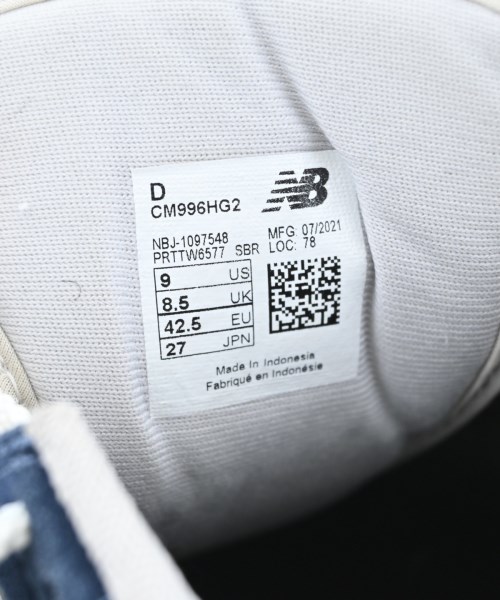 D
CM996HG2
NB
NBJ-1097548
PRTTW6577 SBR
MFG: 07/2021
LOC: 78
9 US
8.5 UK
42.5 EU
27 JPN
Made In Indonesia
Fabriqué en Indonésie